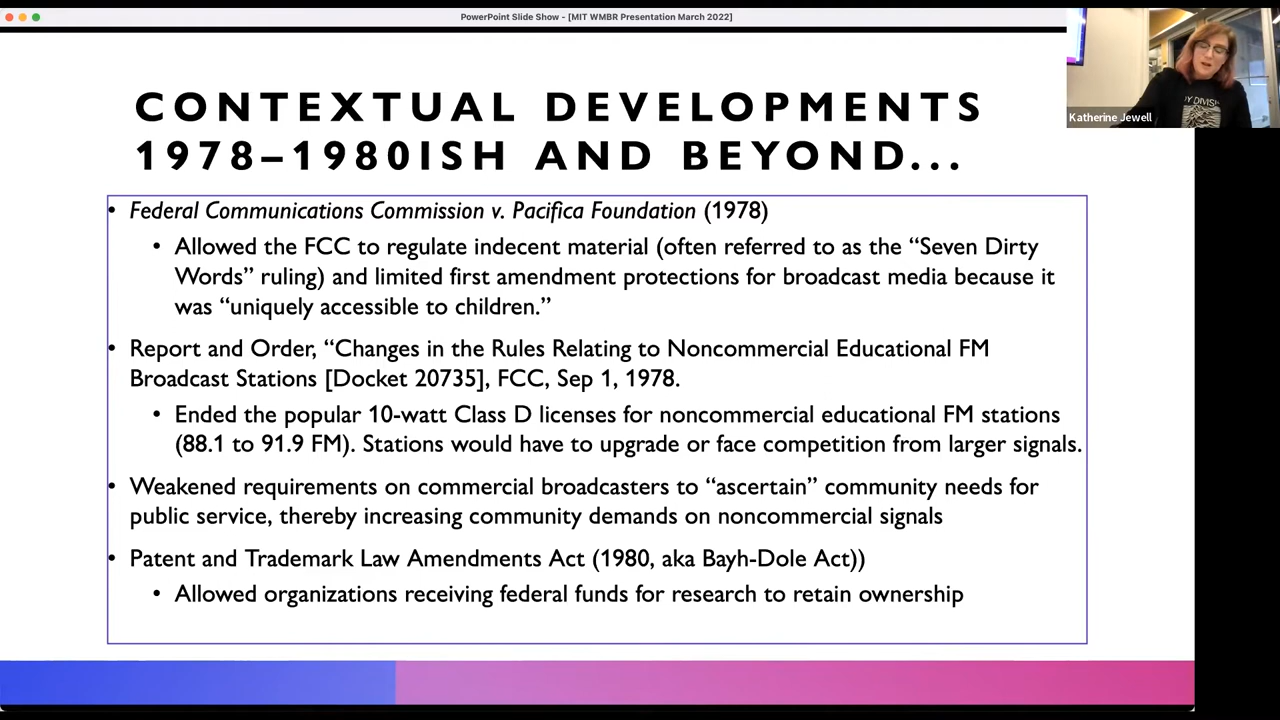 PowerPoint Slide Show - [MIT WMBR Presentation March 2022]
CONTEXTUAL DEVELOPMENTS
1978–1980ISH AND BEYOND...
• Federal Communications Commission v. Pacifica Foundation (1978)
• Allowed the FCC to regulate indecent material (often referred to as the “Seven Dirty
Words” ruling) and limited first amendment protections for broadcast media because it
was “uniquely accessible to children.”
• Report and Order, “Changes in the Rules Relating to Noncommercial Educational FM
Broadcast Stations [Docket 20735], FCC, Sep 1, 1978.
• Ended the popular 10-watt Class D licenses for noncommercial educational FM stations
(88.1 to 91.9 FM). Stations would have to upgrade or face competition from larger signals.
• Weakened requirements on commercial broadcasters to “ascertain” community needs for
public service, thereby increasing community demands on noncommercial signals
• Patent and Trademark Law Amendments Act (1980, aka Bayh-Dole Act))
• Allowed organizations receiving federal funds for research to retain ownership
Y DIVISI
Katherine Jewell